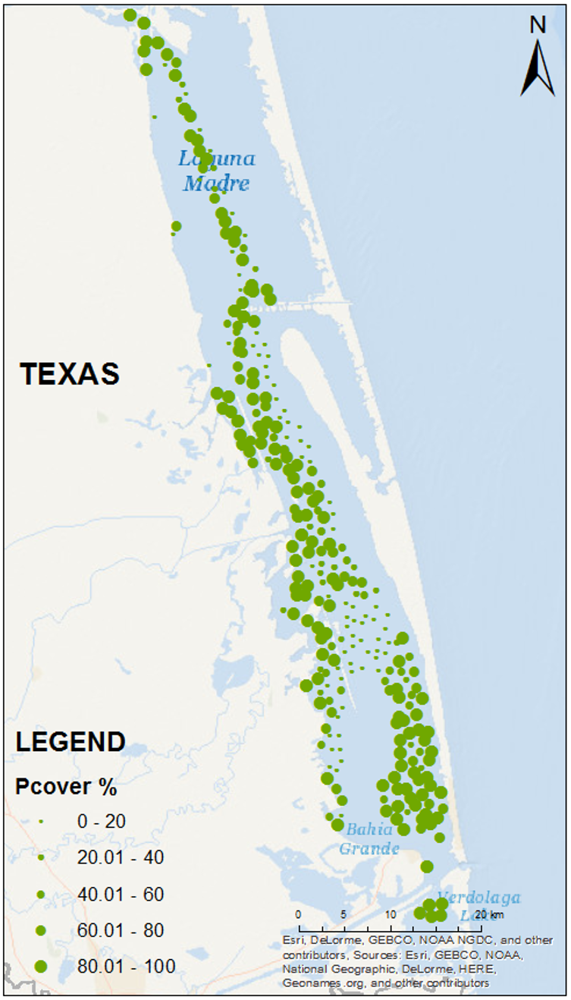 N
Laguna
Madre
TEXAS
LEGEND
Pcover %
0 - 20
20.01 - 40
40.01 - 60
60.01 - 80
80.01 - 100
Bahia
Grande
Verdolaga
Lake
0 5 10 20 km
Esri, DeLorme, GEBCO, NOAA NGDC, and other
contributors, Sources: Esri, GEBCO, NOAA,
National Geographic, DeLorme, HERE,
Geonames.org, and other contributors